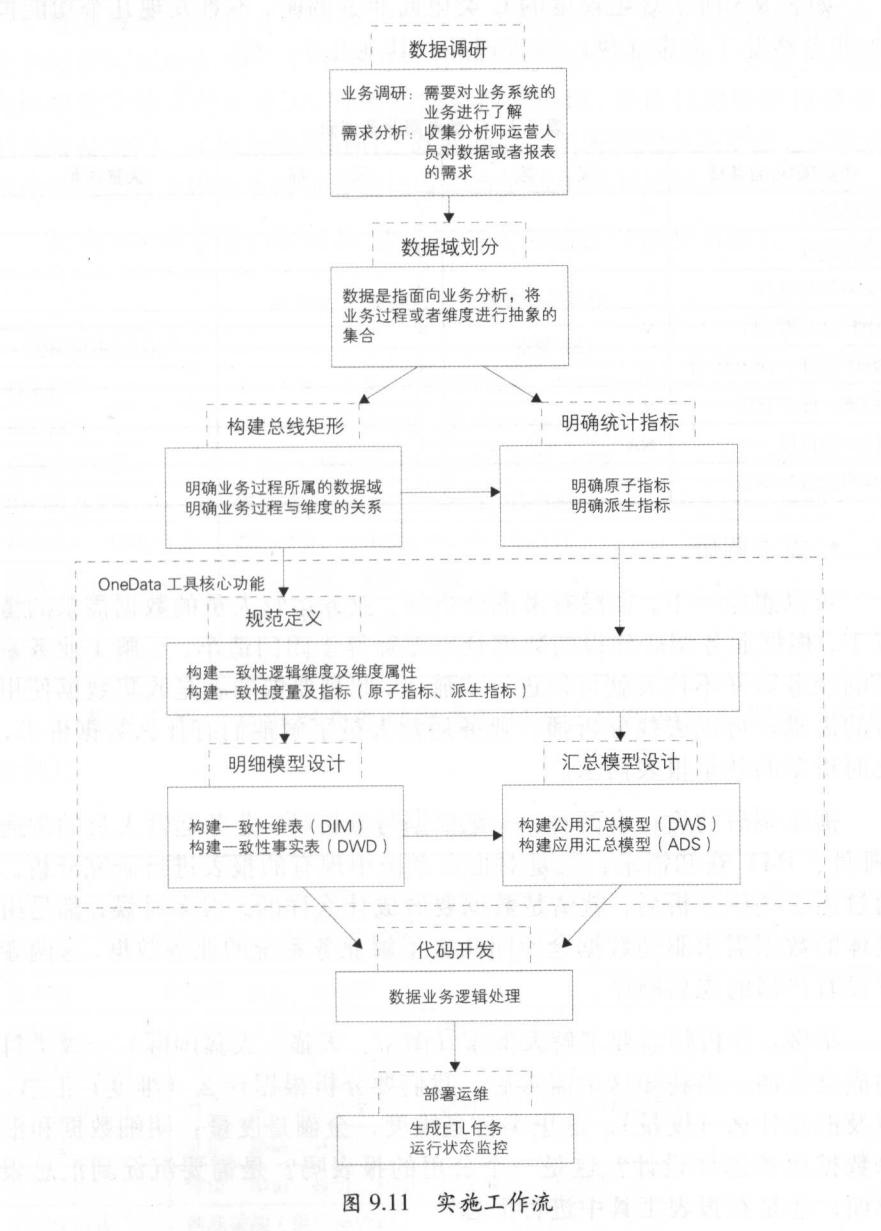 数据调研
业务调研：需要对业务系统的
业务进行了解
需求分析：收集分析师运营人
员对数据或者报表
的需求
数据域划分
数据是指面向业务分析，将
业务过程或者维度进行抽象的
集合
构建总线矩形
明确业务过程所属的数据域
明确业务过程与维度的关系
明确统计指标
明确原子指标
明确派生指标
OneData 工具核心功能
规范定义
构建一致性逻辑维度及维度属性
构建一致性度量及指标（原子指标、派生指标）
明细模型设计
构建一致性维表（DIM）
构建一致性事实表（DWD）
汇总模型设计
构建公用汇总模型（DWS）
构建应用汇总模型（ADS）
代码开发
数据业务逻辑处理
部署运维
生成ETL任务
运行状态监控
图 9.11 实施工作流